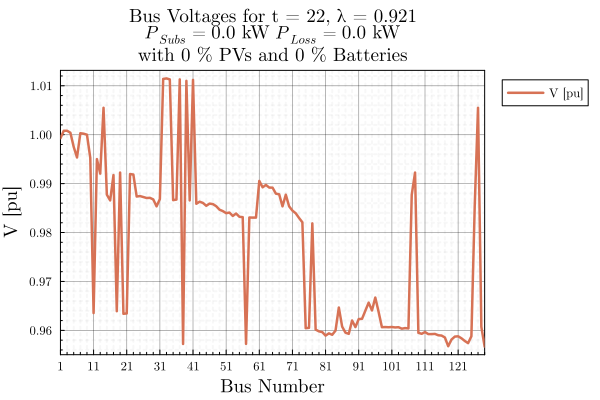 Bus Voltages for t = 22, λ = 0.921
P_Subs = 0.0 kW P_Loss = 0.0 kW
with 0 % PVs and 0 % Batteries
V [pu]
1.01
1.00
0.99
0.98
0.97
0.96
V [pu]
1 11 21 31 41 51 61 71 81 91 101 111 121
Bus Number